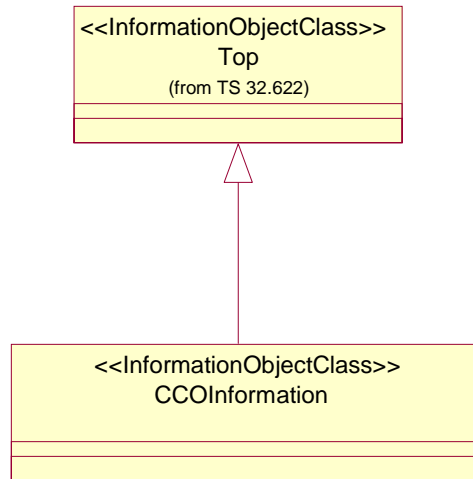 <<InformationObjectClass>>
Top
(from TS 32.622)
<<InformationObjectClass>>
CCOInformation